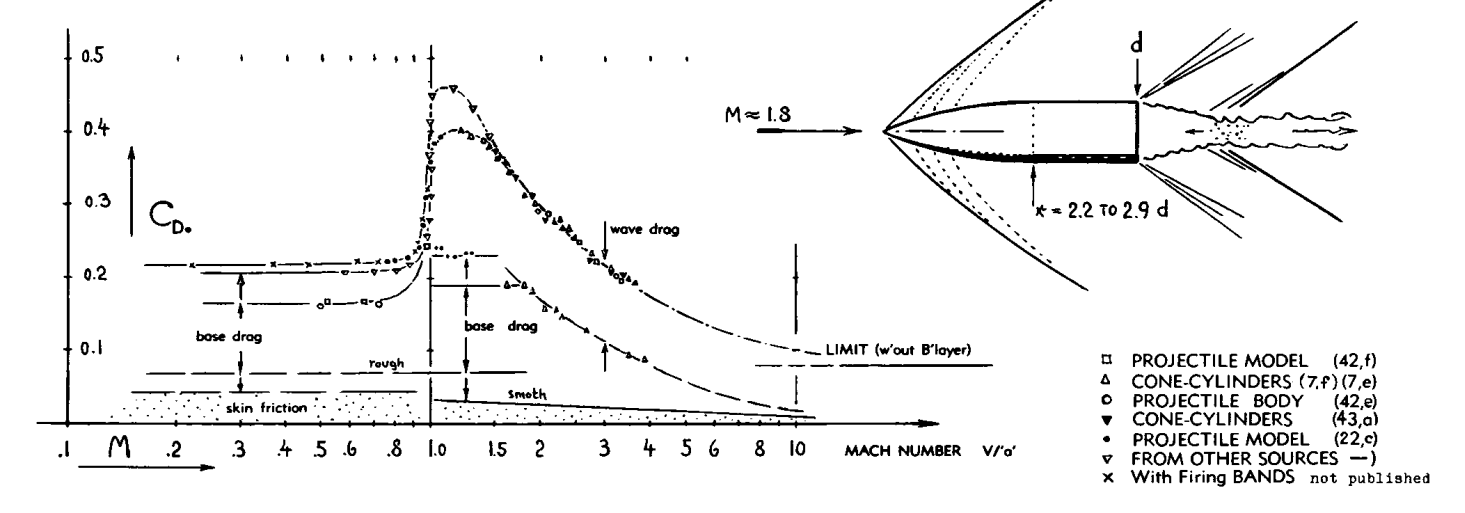 0.5
0.4
0.3
0.2
0.1
C_D•
wave drag
base drag
base drag
rough
smoth
skin friction
LIMIT (w'out B'layer)
.1 M .2 .3 .4 .5 .6 .8 1.0 1.5 2 3 4 5 6 8 10 MACH NUMBER V/'a'
d
M ≈ 1.8
x = 2.2 TO 2.9 d
□ PROJECTILE MODEL (42,f)
△ CONE-CYLINDERS (7,f)(7,e)
○ PROJECTILE BODY (42,e)
▼ CONE-CYLINDERS (43,a)
• PROJECTILE MODEL (22,c)
▽ FROM OTHER SOURCES —)
× With Firing BANDS not published